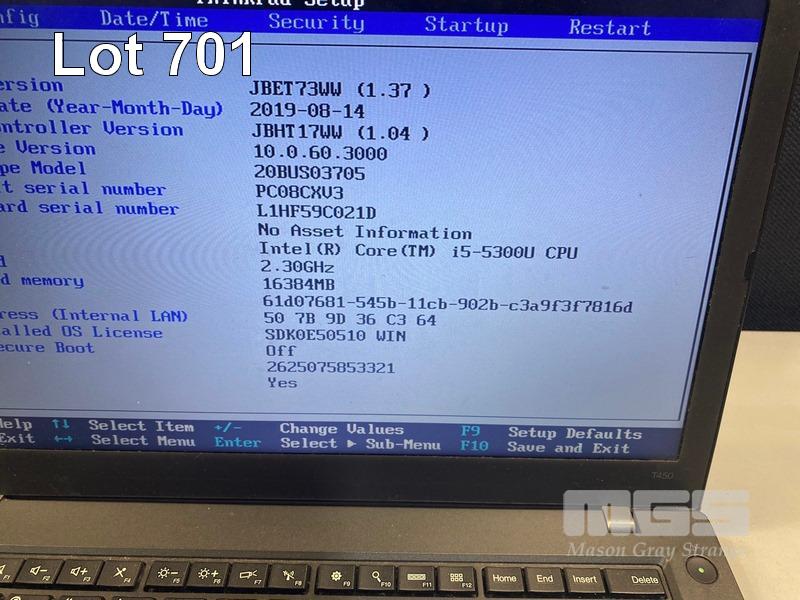 ThinkPad Setup
nfig Date/Time Security Startup Restart
Lot 701
ersion JBET73WW (1.37 )
ate (Year-Month-Day) 2019-08-14
ontroller Version JBHT17WW (1.04 )
e Version 10.0.60.3000
pe Model 20BUS03705
t serial number PC08CXV3
ard serial number L1HF59C021D
No Asset Information
Intel(R) Core(TM) i5-5300U CPU
d 2.30GHz
d memory 16384MB
61d07681-545b-11cb-902b-c3a9f3f7816d
ress (Internal LAN) 50 7B 9D 36 C3 64
alled OS License SDK0E50510 WIN
ecure Boot Off
2625075853321
Yes
Help ↑↓ Select Item +/- Change Values F9 Setup Defaults
Exit ←→ Select Menu Enter Select ▶ Sub-Menu F10 Save and Exit
T450
MGS
Mason Gray Strange
F1 F2 F3 F4 F5 F6 F7 F8 F9 F10 F11 F12 Home End Insert Delete